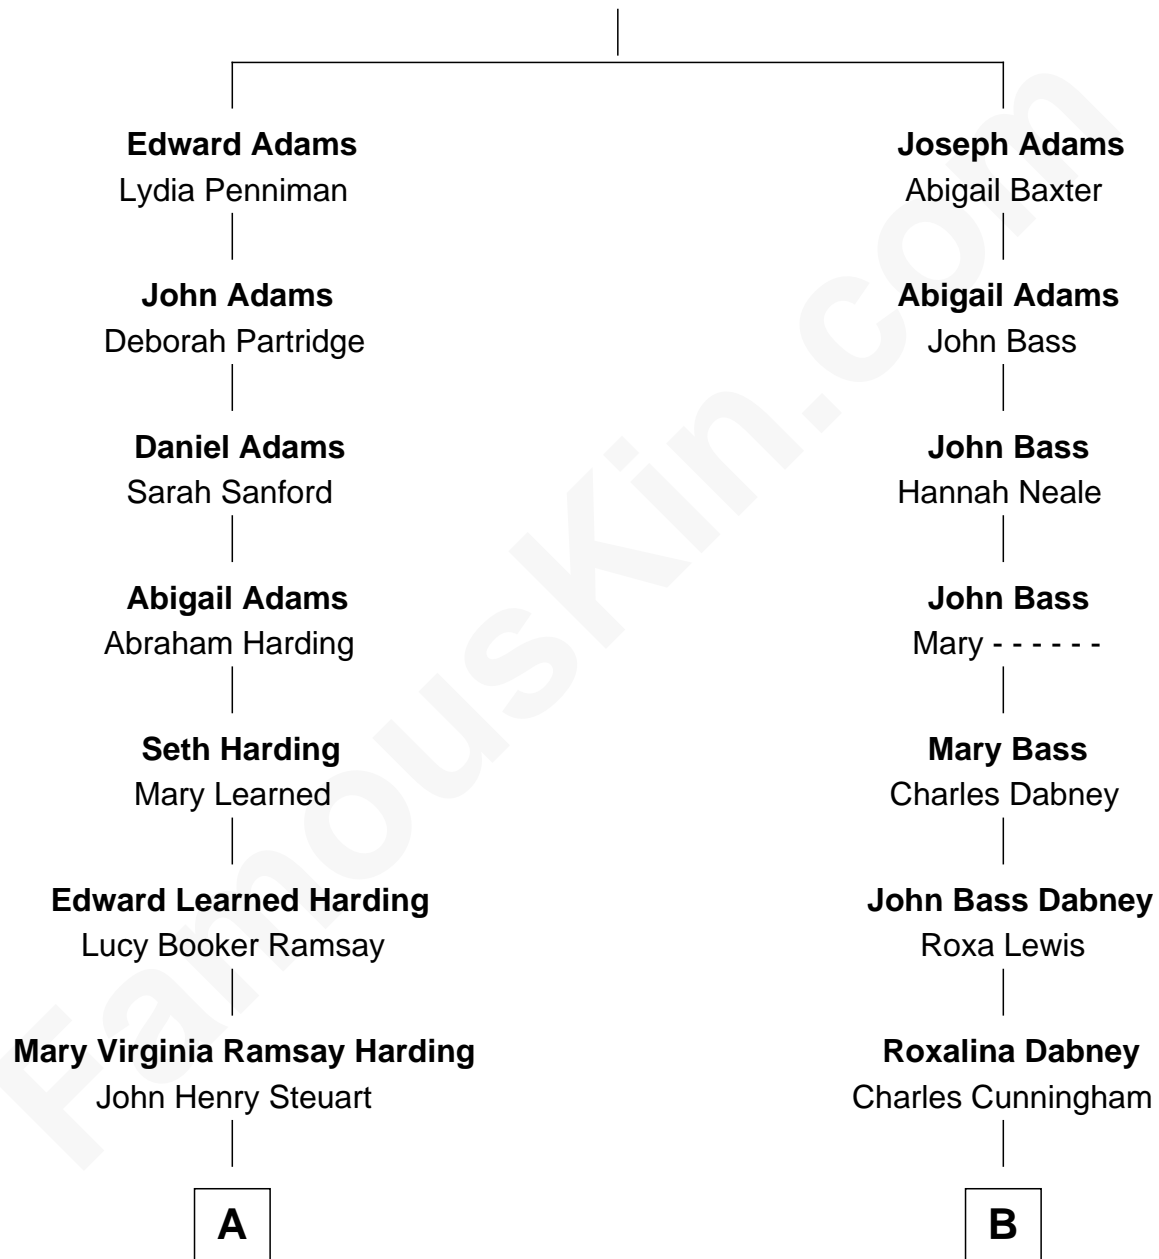 Edward Adams
Lydia Penniman
John Adams
Deborah Partridge
Daniel Adams
Sarah Sanford
Abigail Adams
Abraham Harding
Seth Harding
Mary Learned
Edward Learned Harding
Lucy Booker Ramsay
Mary Virginia Ramsay Harding
John Henry Steuart
A
Joseph Adams
Abigail Baxter
Abigail Adams
John Bass
John Bass
Hannah Neale
John Bass
Mary - - - - - -
Mary Bass
Charles Dabney
John Bass Dabney
Roxa Lewis
Roxalina Dabney
Charles Cunningham
B
FamousKin.com